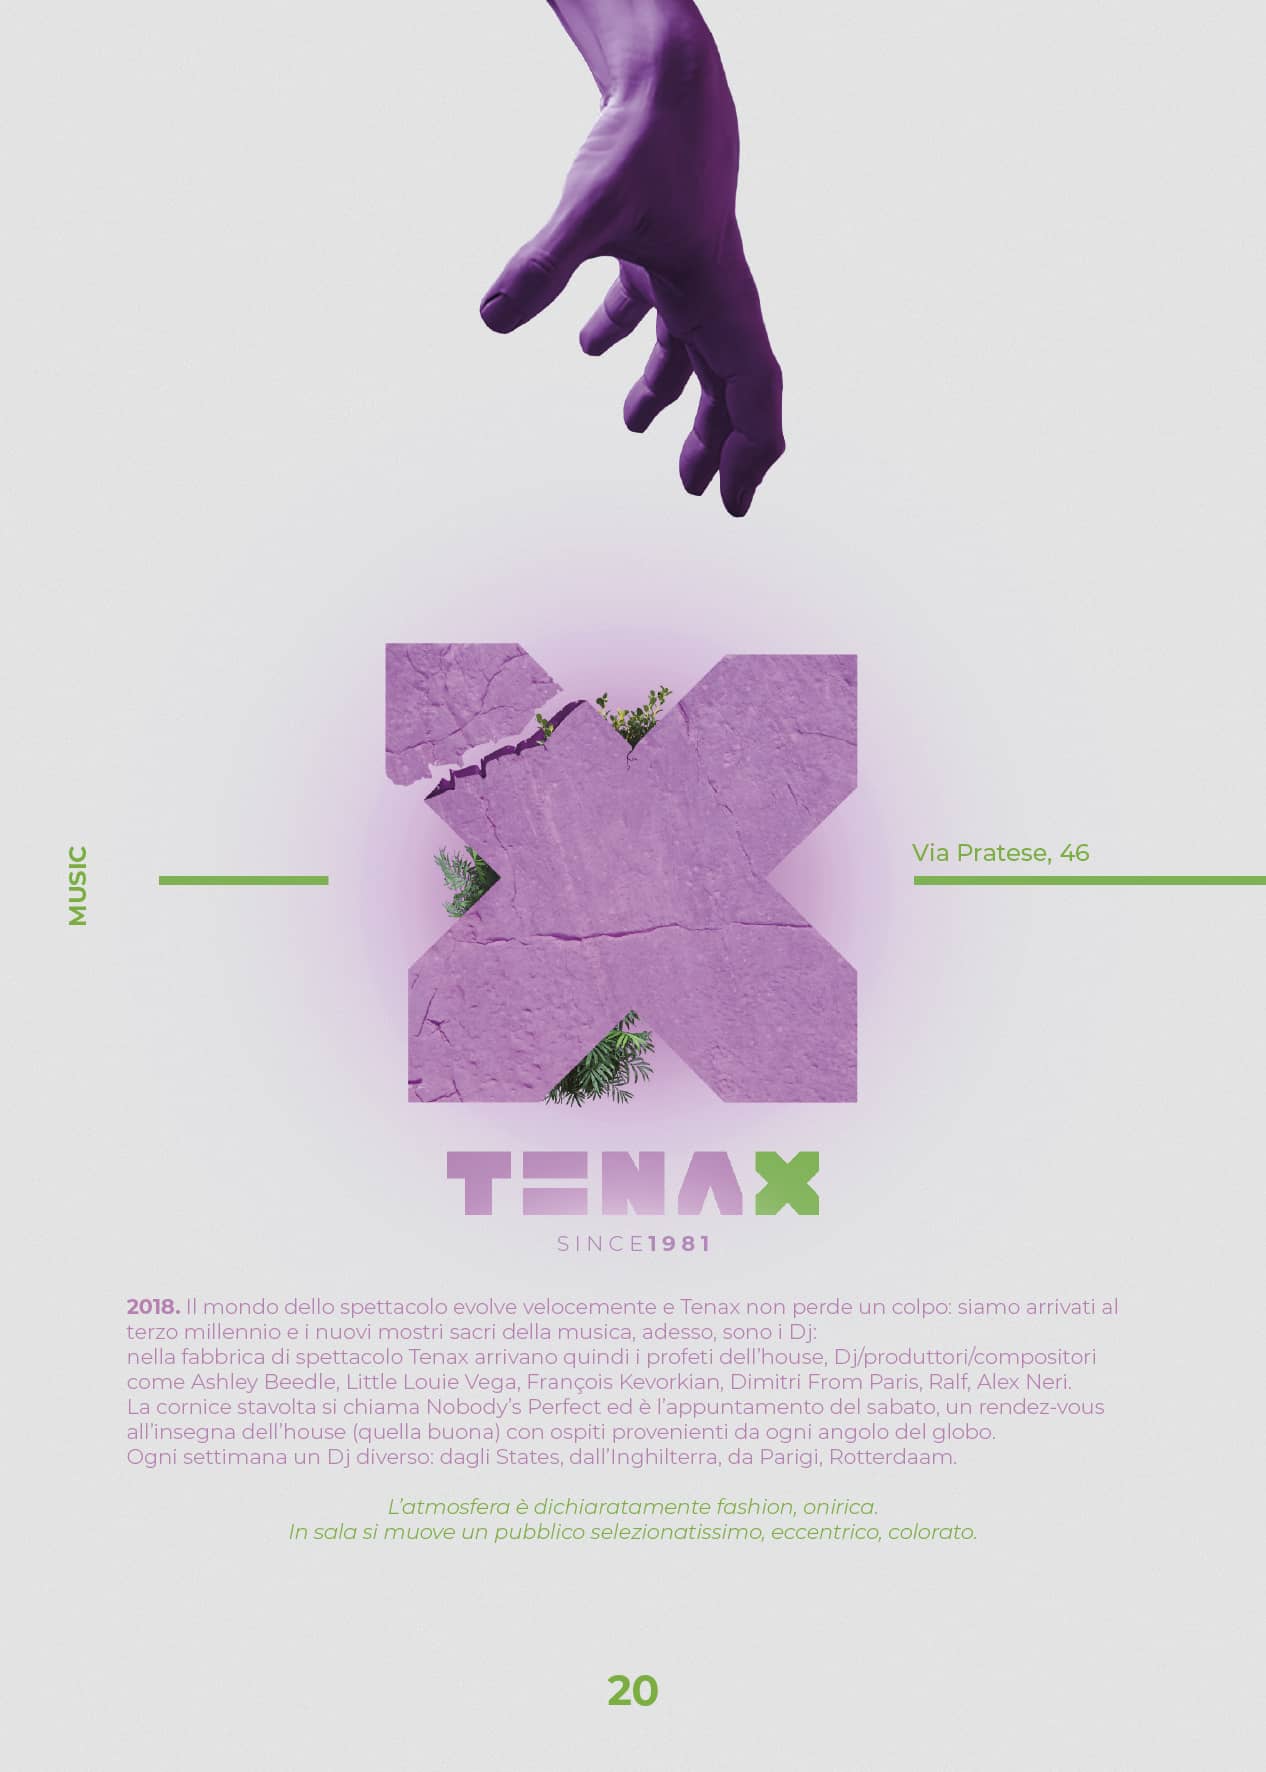 MUSIC
Via Pratese, 46
TENAX
SINCE1981
2018. Il mondo dello spettacolo evolve velocemente e Tenax non perde un colpo: siamo arrivati al
terzo millennio e i nuovi mostri sacri della musica, adesso, sono i Dj:
nella fabbrica di spettacolo Tenax arrivano quindi i profeti dell’house, Dj/produttori/compositori
come Ashley Beedle, Little Louie Vega, François Kevorkian, Dimitri From Paris, Ralf, Alex Neri.
La cornice stavolta si chiama Nobody’s Perfect ed è l’appuntamento del sabato, un rendez-vous
all’insegna dell’house (quella buona) con ospiti provenienti da ogni angolo del globo.
Ogni settimana un Dj diverso: dagli States, dall’Inghilterra, da Parigi, Rotterdaam.
L’atmosfera è dichiaratamente fashion, onirica.
In sala si muove un pubblico selezionatissimo, eccentrico, colorato.
20